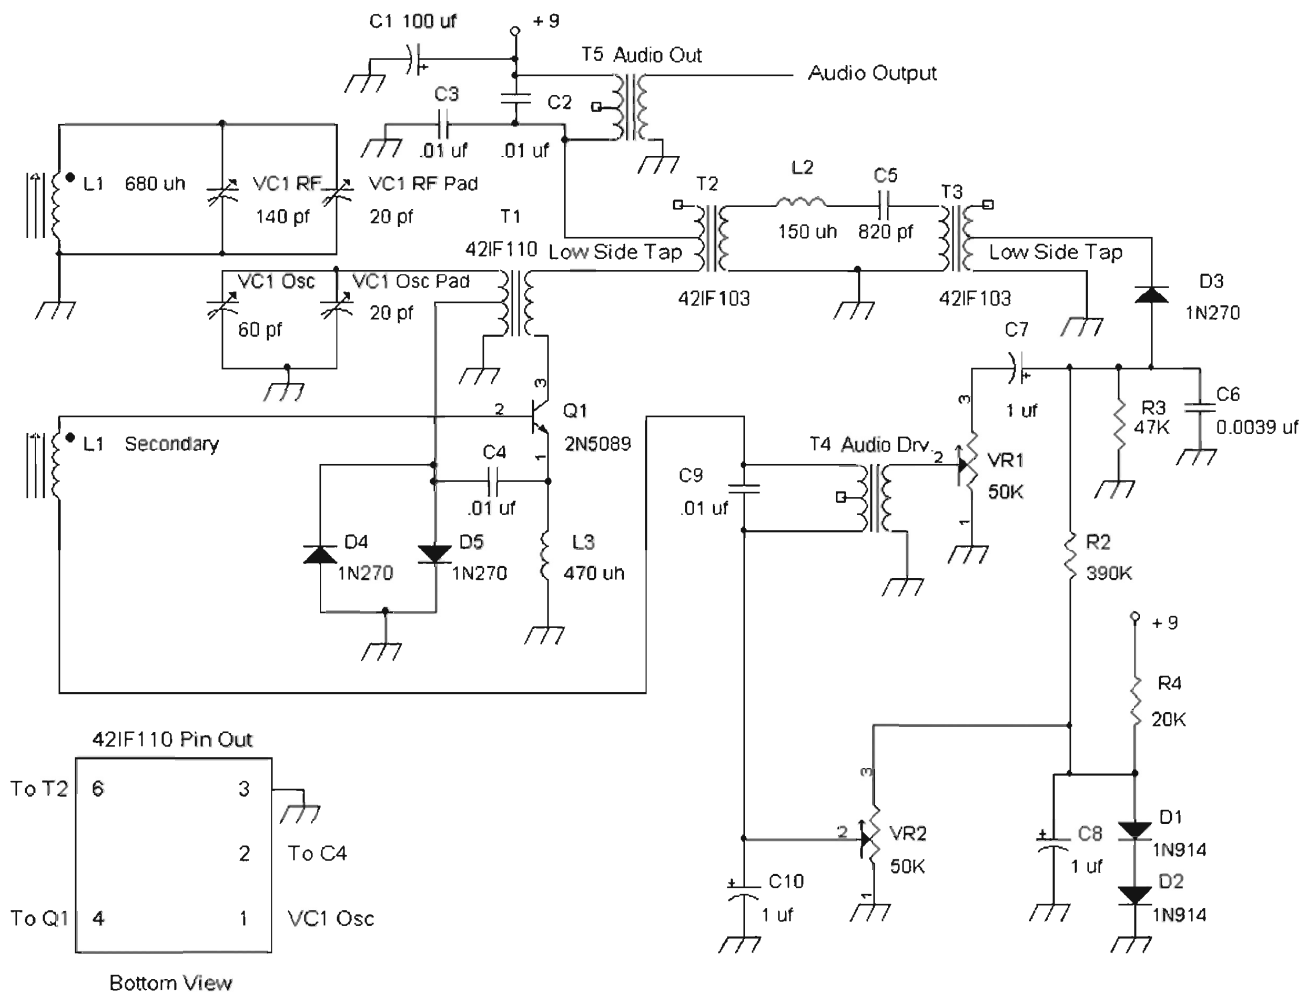 C1 100 uf
+ 9
T5 Audio Out
Audio Output
C3
C2
.01 uf
.01 uf
L1 680 uh
VC1 RF
140 pf
VC1 RF Pad
20 pf
T1
42IF110
Low Side Tap
T2
L2
150 uh
C5
820 pf
T3
Low Side Tap
42IF103
42IF103
D3
1N270
VC1 Osc
60 pf
VC1 Osc Pad
20 pf
C7
1 uf
3
2
Q1
2N5089
1
R3
47K
C6
0.0039 uf
L1 Secondary
C4
.01 uf
C9
.01 uf
T4 Audio Drv.
3
2
VR1
50K
1
D4
1N270
D5
1N270
L3
470 uh
R2
390K
+ 9
R4
20K
42IF110 Pin Out
To T2 6 3
2 To C4
To Q1 4 1 VC1 Osc
Bottom View
3
2
VR2
50K
1
C10
1 uf
C8
1 uf
D1
1N914
D2
1N914